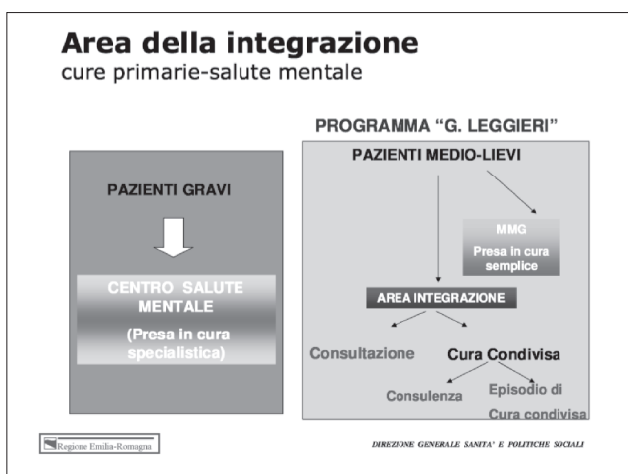 Area della integrazione
cure primarie-salute mentale
PROGRAMMA “G. LEGGIERI”
PAZIENTI GRAVI
CENTRO SALUTE
MENTALE
(Presa in cura
specialistica)
PAZIENTI MEDIO-LIEVI
MMG
Presa in cura
semplice
AREA INTEGRAZIONE
Consultazione
Cura Condivisa
Consulenza
Episodio di
Cura condivisa
Regione Emilia-Romagna
DIREZIONE GENERALE SANITA’ E POLITICHE SOCIALI